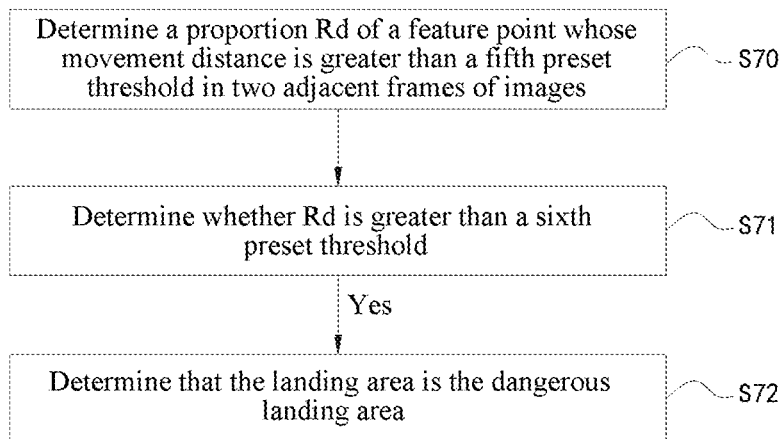 Determine a proportion Rd of a feature point whose
movement distance is greater than a fifth preset
threshold in two adjacent frames of images
S70
Determine whether Rd is greater than a sixth
preset threshold
S71
Yes
Determine that the landing area is the dangerous
landing area
S72